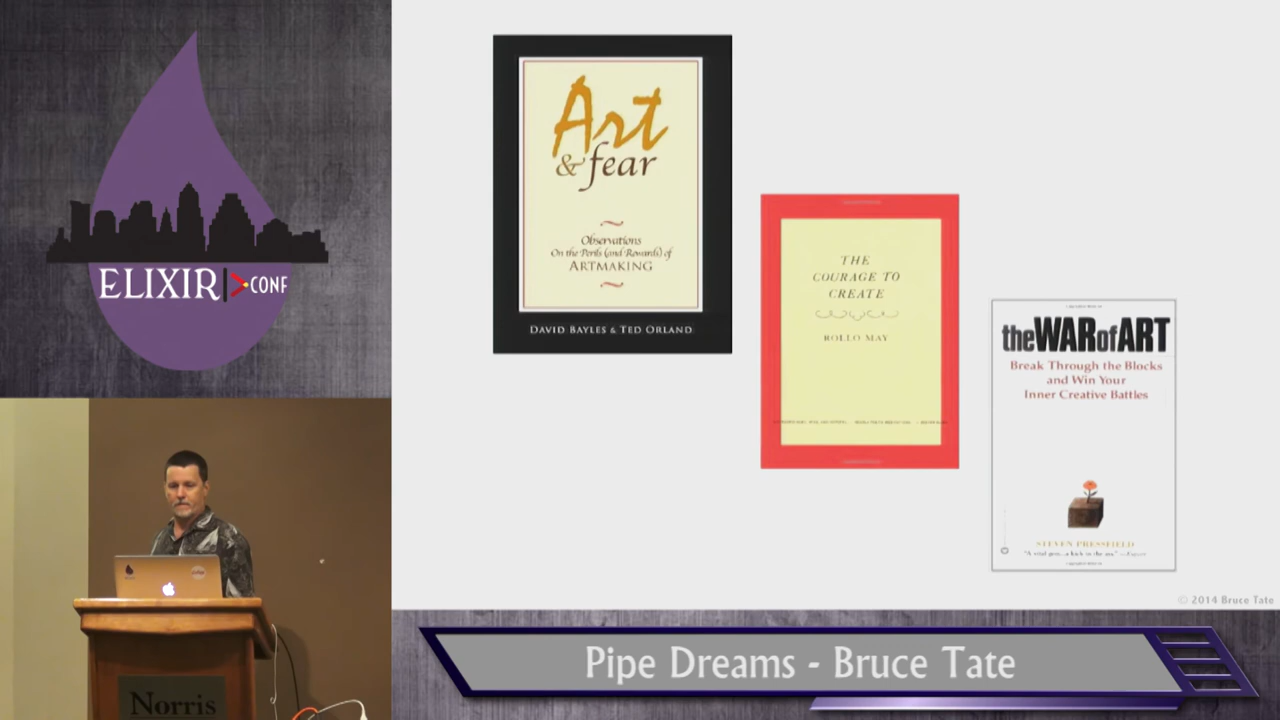 ELIXIR CONF
Art
& fear
Observations
On the Perils (and Rewards) of
ARTMAKING
DAVID BAYLES & TED ORLAND
THE
COURAGE TO
CREATE
ROLLO MAY
theWARofART
Break Through the Blocks
and Win Your
Inner Creative Battles
STEVEN PRESSFIELD
© 2014 Bruce Tate
Norris
Pipe Dreams - Bruce Tate